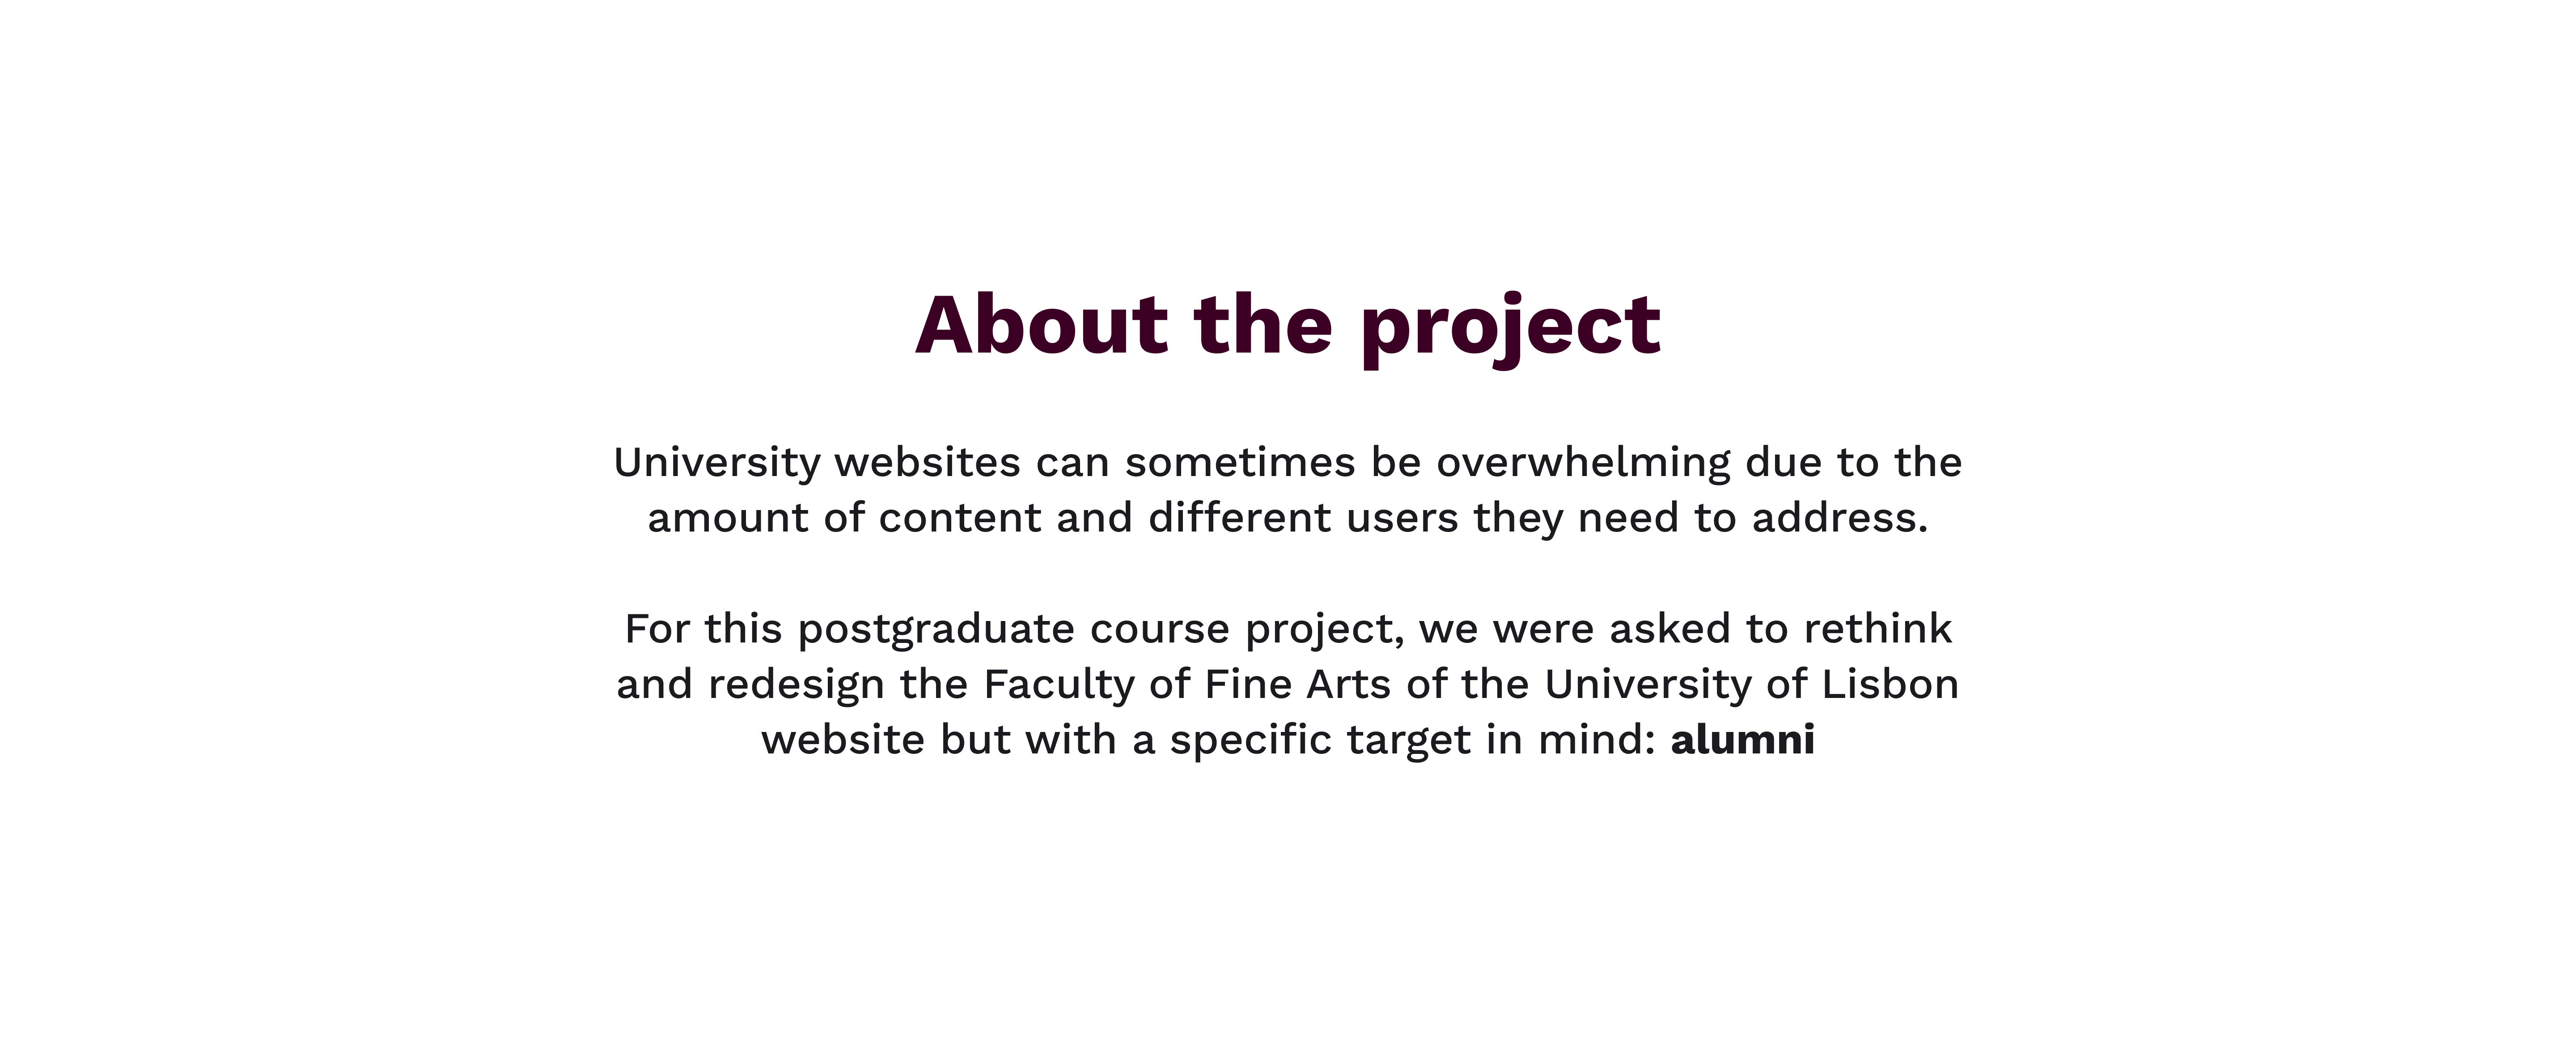 About the project
University websites can sometimes be overwhelming due to the
amount of content and different users they need to address.
For this postgraduate course project, we were asked to rethink
and redesign the Faculty of Fine Arts of the University of Lisbon
website but with a specific target in mind: alumni